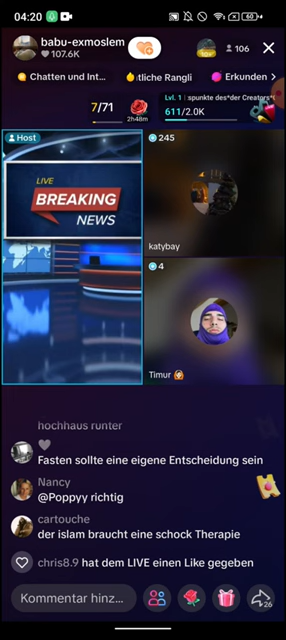 04:20
60
babu-exmoslem
107.6K
106
Chatten und Int...
tliche Rangli
Erkunden
7/71
2h48m
Lvl. 1 spunkte des*der Creators*
611/2.0K
Host
LIVE
BREAKING
NEWS
245
katybay
4
Timur
hochhaus runter
Fasten sollte eine eigene Entscheidung sein
Nancy
@Poppyy richtig
cartouche
der islam braucht eine schock Therapie
chris8.9 hat dem LIVE einen Like gegeben
Kommentar hinz...
26